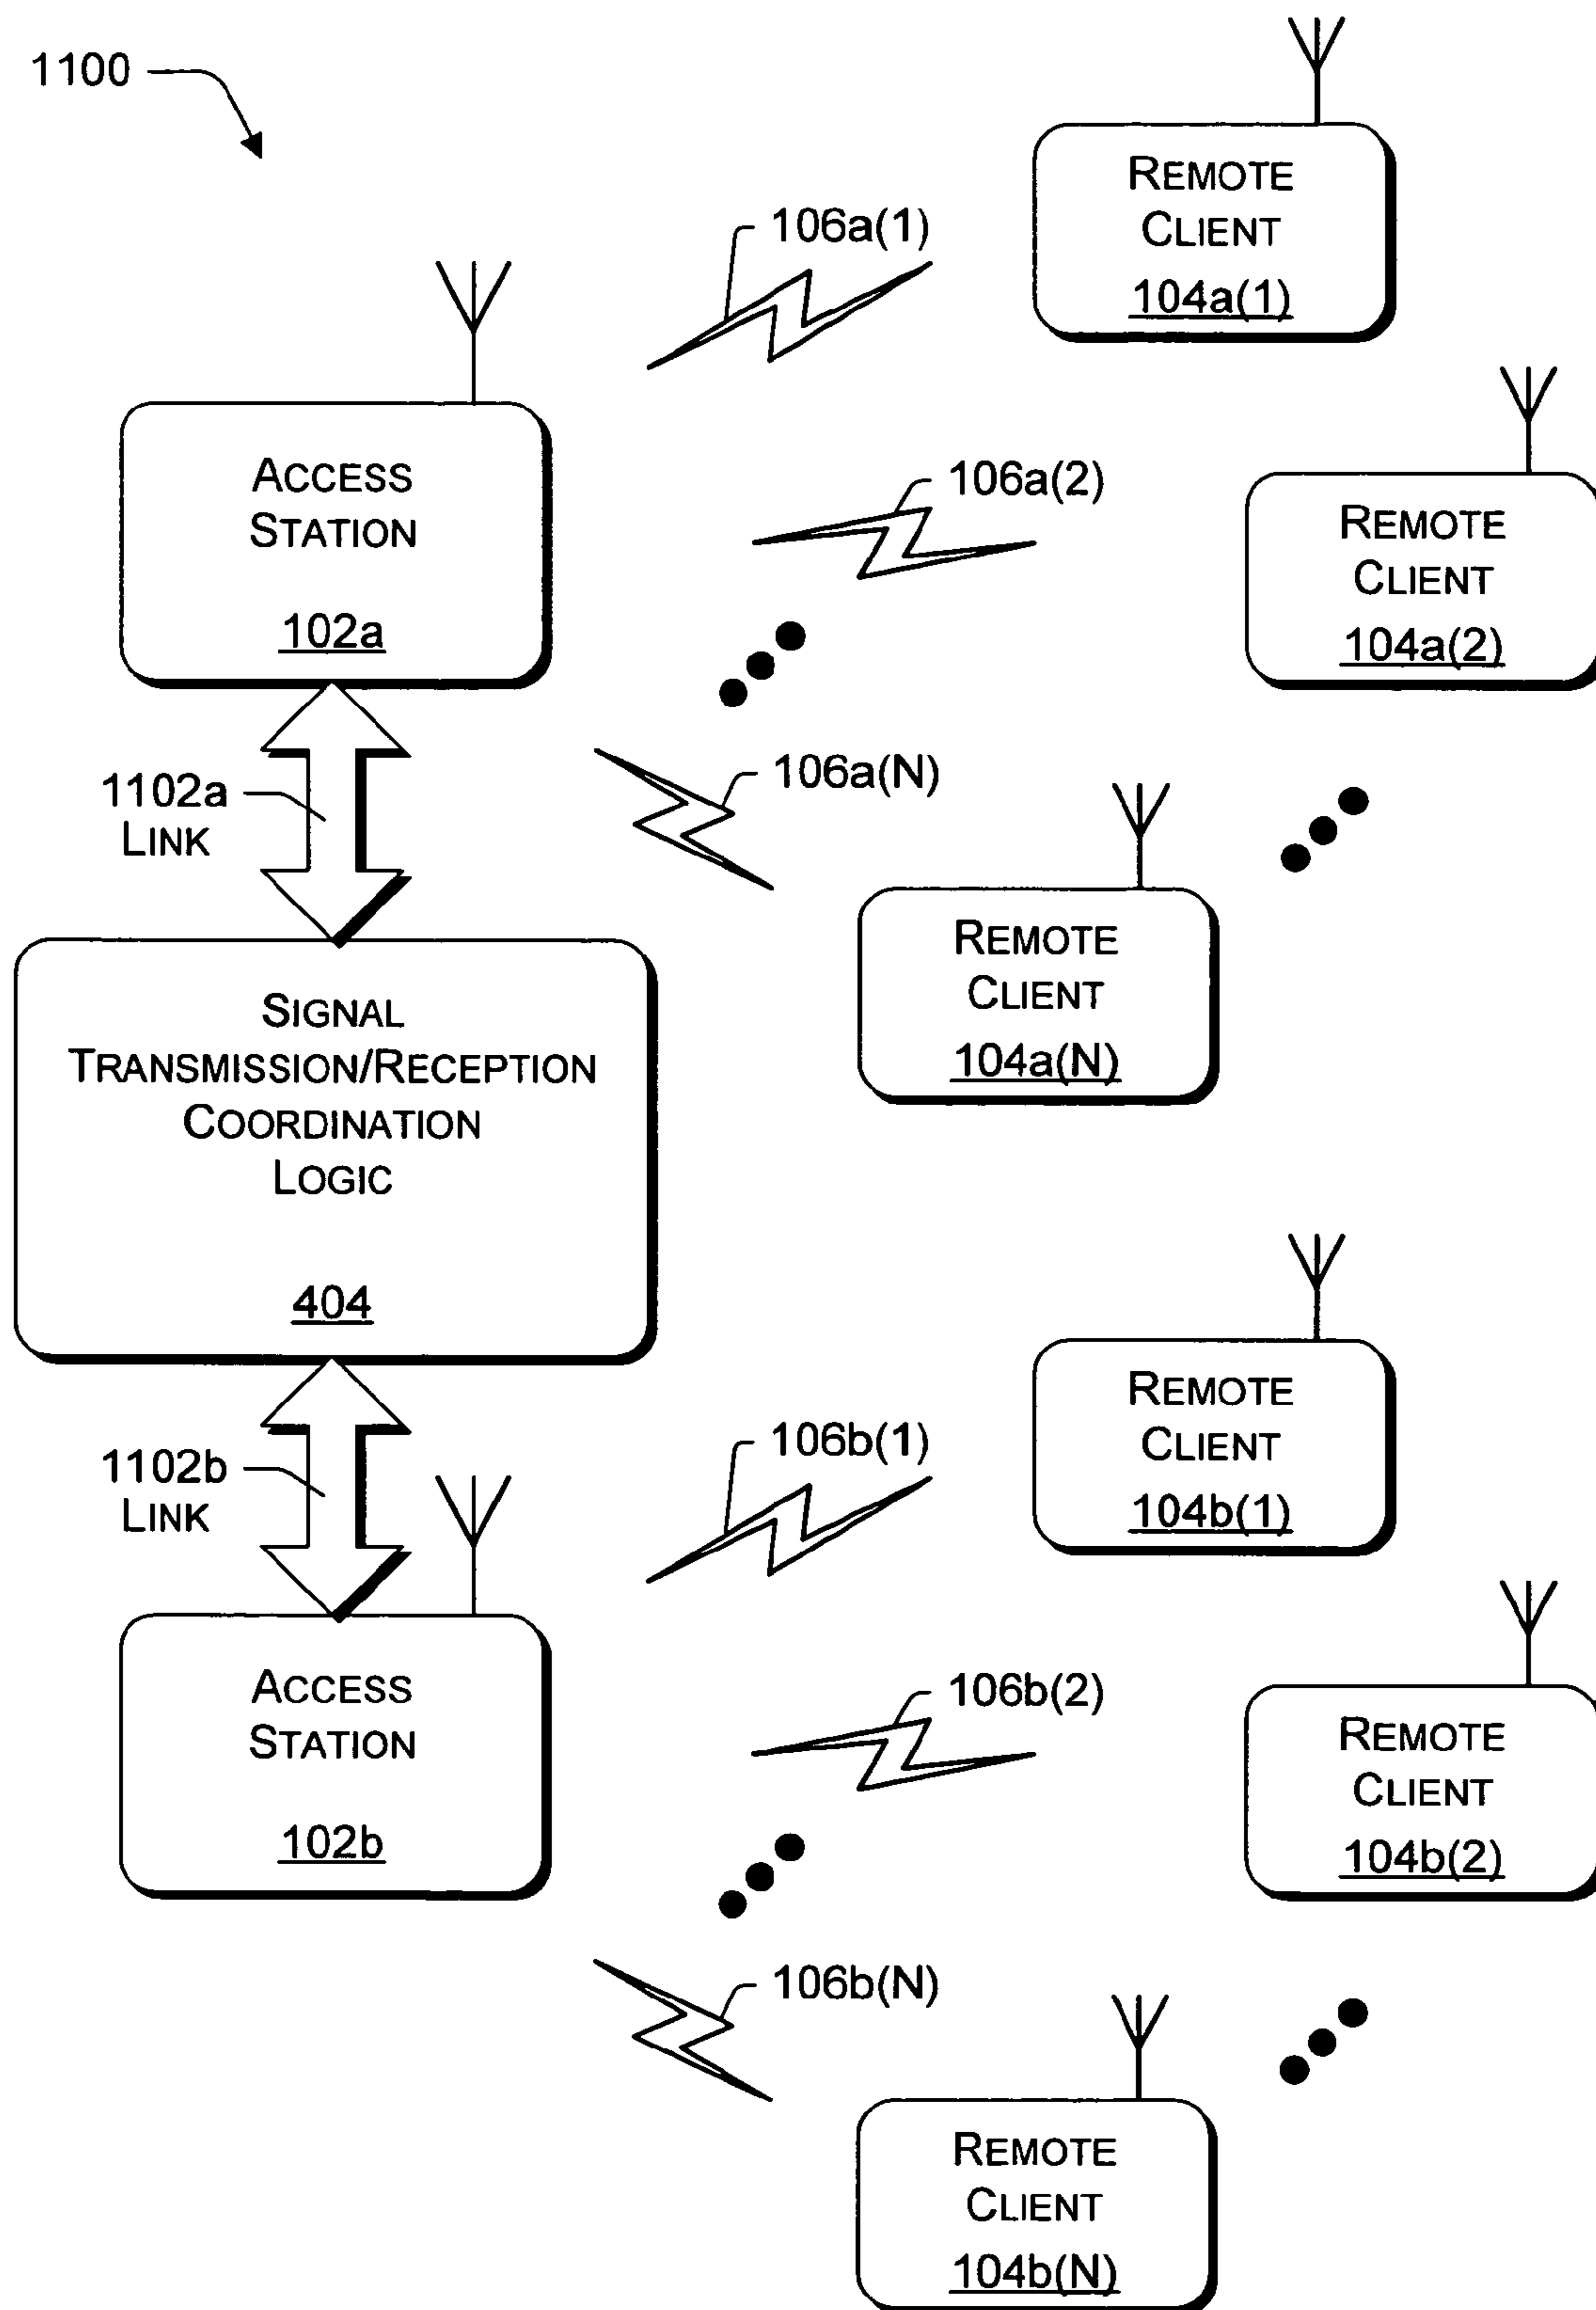 1100
REMOTE
CLIENT
104a(1)
106a(1)
ACCESS
STATION
102a
106a(2)
REMOTE
CLIENT
104a(2)
1102a
LINK
106a(N)
REMOTE
CLIENT
104a(N)
SIGNAL
TRANSMISSION/RECEPTION
COORDINATION
LOGIC
404
REMOTE
CLIENT
104b(1)
1102b
LINK
106b(1)
ACCESS
STATION
102b
106b(2)
REMOTE
CLIENT
104b(2)
106b(N)
REMOTE
CLIENT
104b(N)